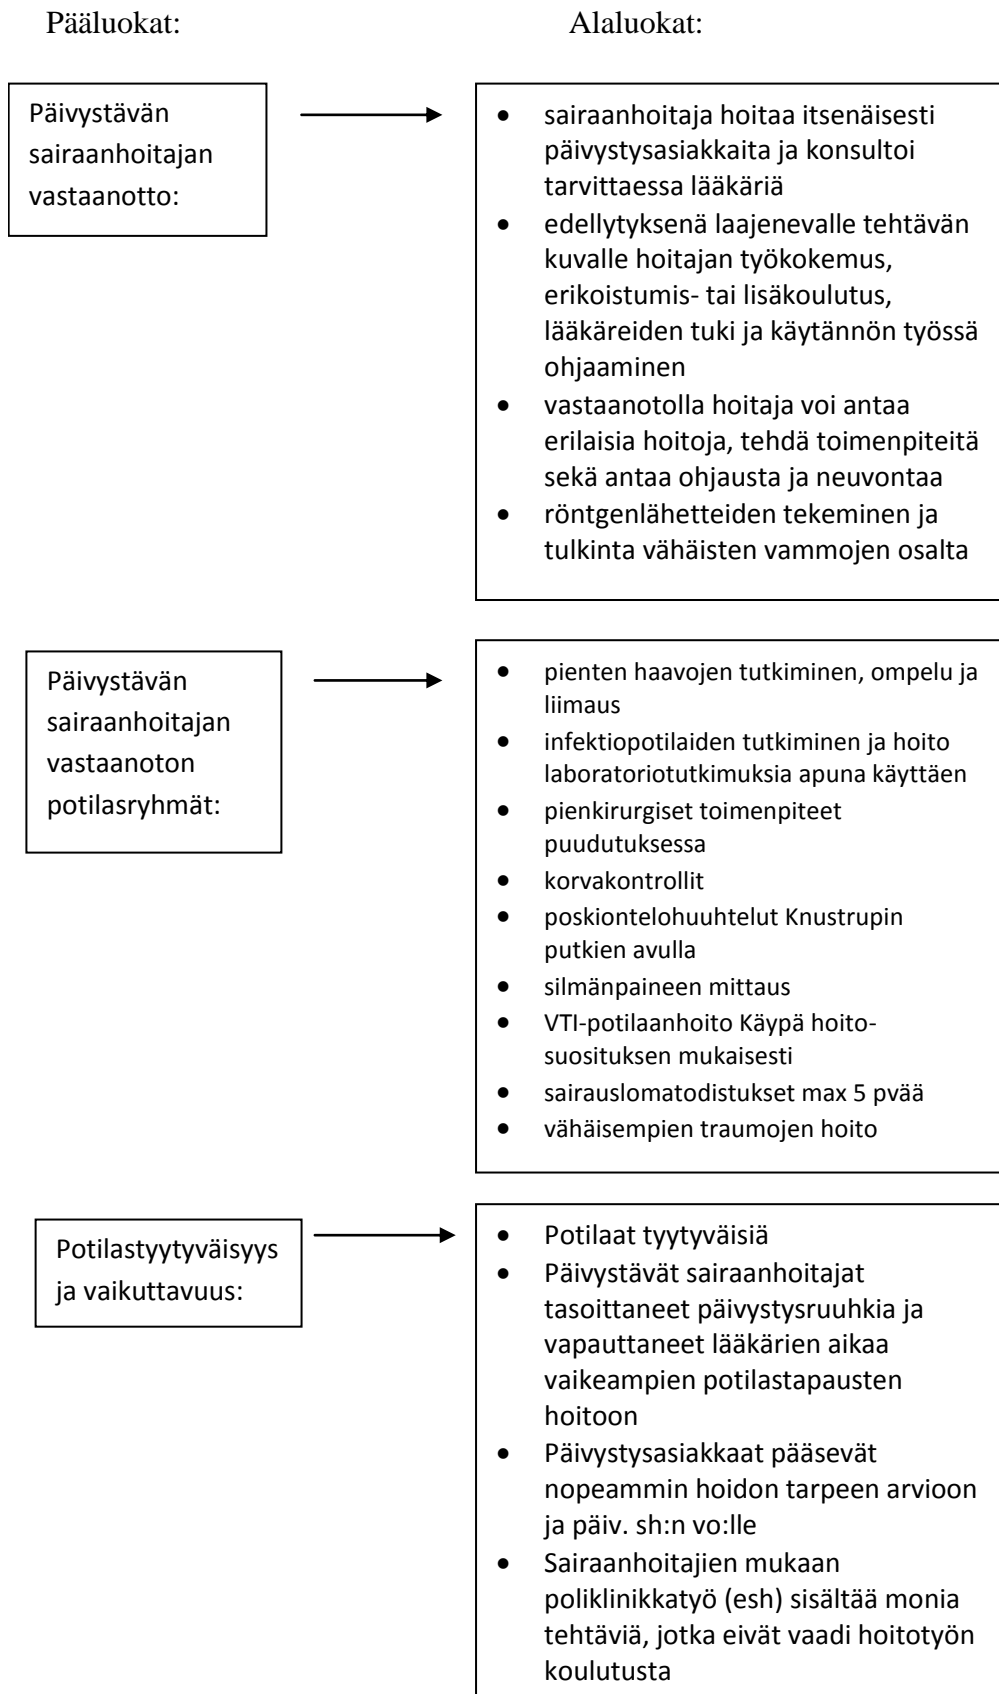 Pääluokat:
Alaluokat:
Päivystävän
sairaanhoitajan
vastaanotto:
• sairaanhoitaja hoitaa itsenäisesti
päivystysasiakkaita ja konsultoi
tarvittaessa lääkäriä
• edellytyksenä laajenevalle tehtävän
kuvalle hoitajan työkokemus,
erikoistumis- tai lisäkoulutus,
lääkäreiden tuki ja käytännön työssä
ohjaaminen
• vastaanotolla hoitaja voi antaa
erilaisia hoitoja, tehdä toimenpiteitä
sekä antaa ohjausta ja neuvontaa
• röntgenlähetteiden tekeminen ja
tulkinta vähäisten vammojen osalta
Päivystävän
sairaanhoitajan
vastaanoton
potilasryhmät:
• pienten haavojen tutkiminen, ompelu ja
liimaus
• infektiopotilaiden tutkiminen ja hoito
laboratoriotutkimuksia apuna käyttäen
• pienkirurgiset toimenpiteet
puudutuksessa
• korvakontrollit
• poskiontelohuuhtelut Knustrupin
putkien avulla
• silmänpaineen mittaus
• VTI-potilaanhoito Käypä hoito-
suosituksen mukaisesti
• sairauslomatodistukset max 5 pvää
• vähäisempien traumojen hoito
Potilastyytyväisyys
ja vaikuttavuus:
• Potilaat tyytyväisiä
• Päivystävät sairaanhoitajat
tasoittaneet päivystysruuhkia ja
vapauttaneet lääkärien aikaa
vaikeampien potilastapausten
hoitoon
• Päivystysasiakkaat pääsevät
nopeammin hoidon tarpeen arvioon
ja päiv. sh:n vo:lle
• Sairaanhoitajien mukaan
poliklinikkatyö (esh) sisältää monia
tehtäviä, jotka eivät vaadi hoitotyön
koulutusta